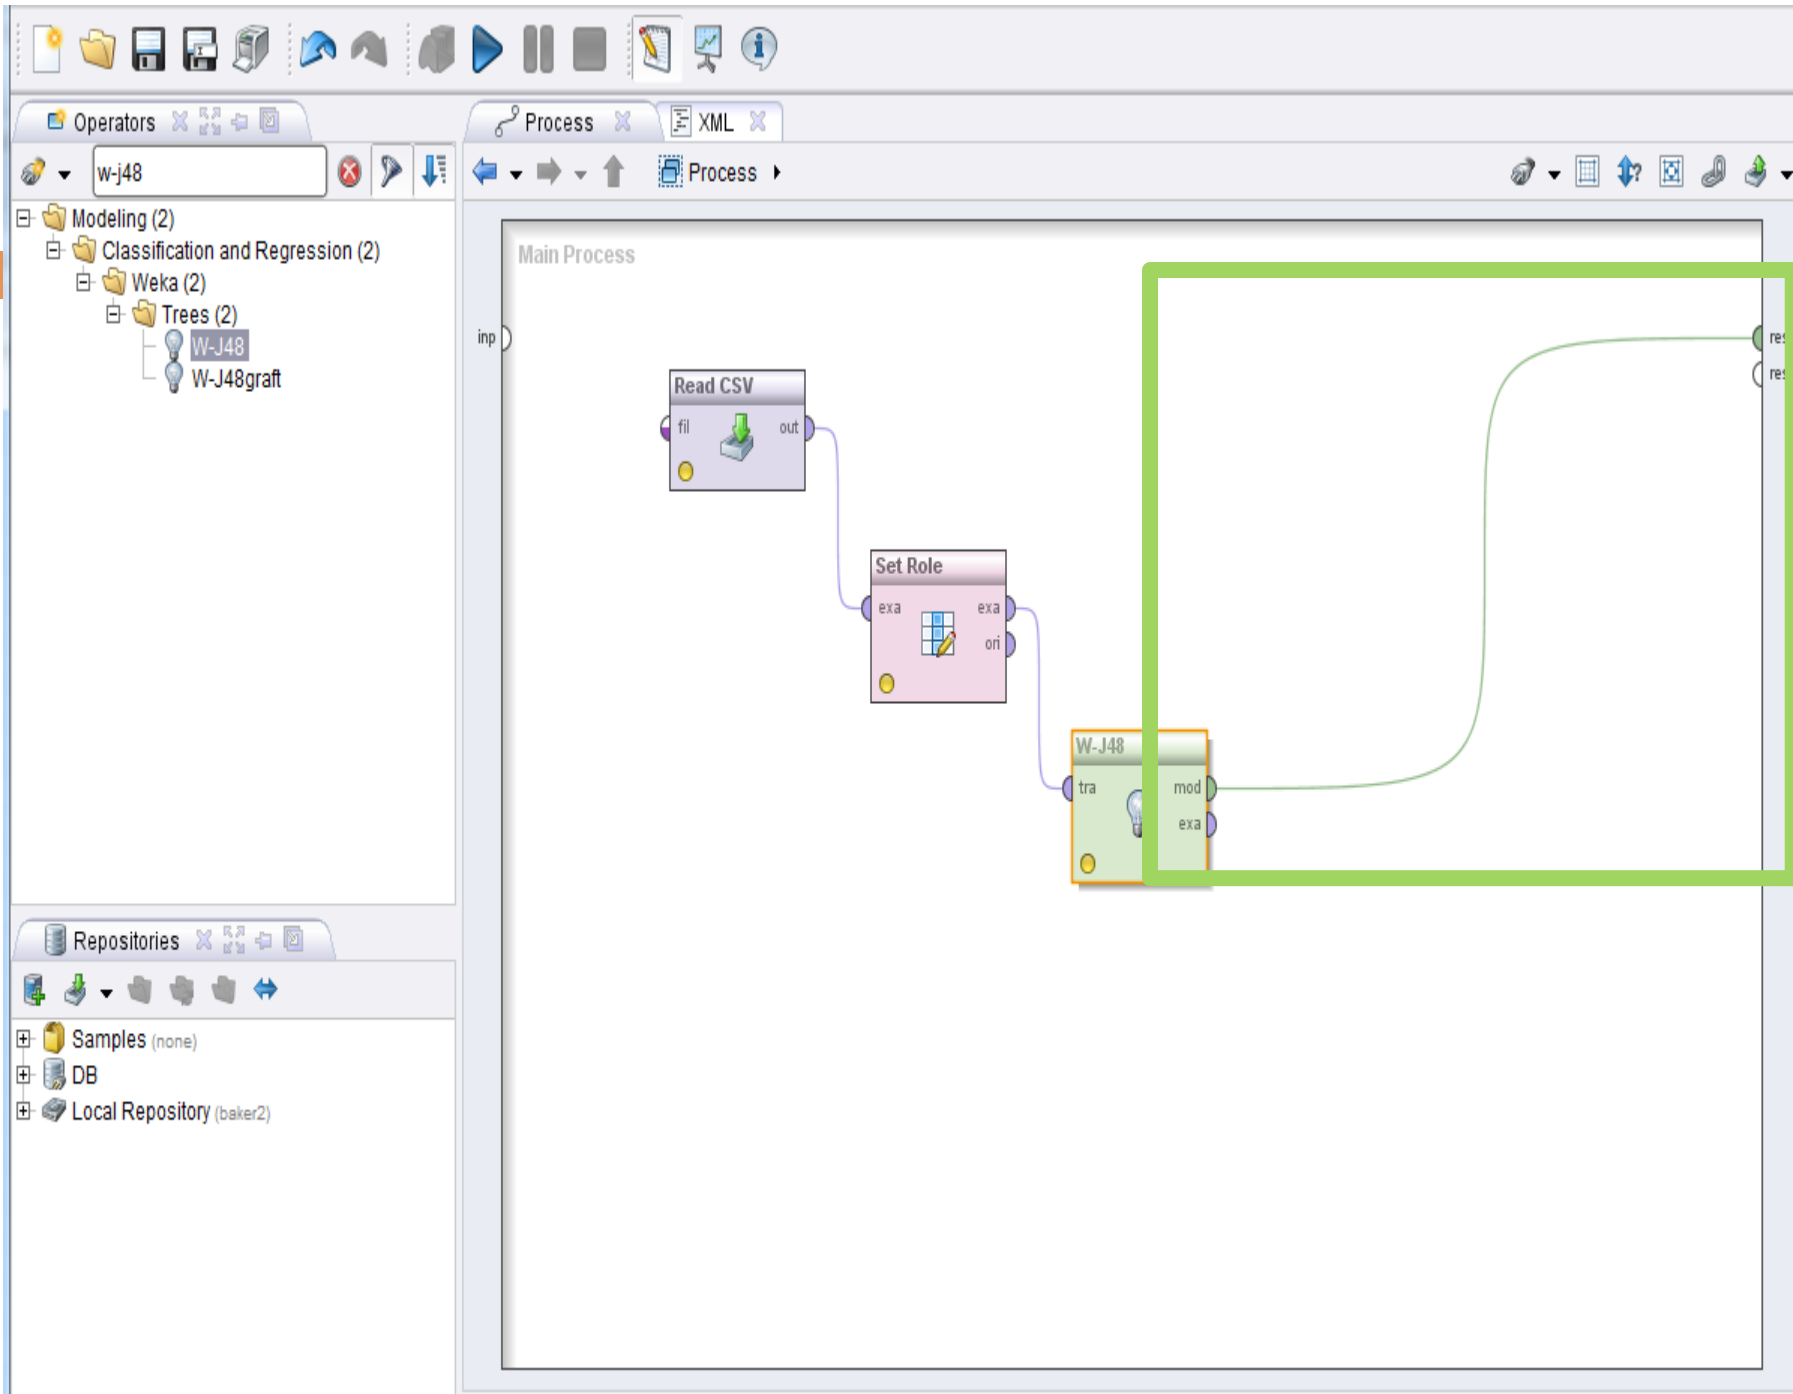 Operators
Process
XML
w-j48
Process
Modeling (2)
Classification and Regression (2)
Weka (2)
Trees (2)
W-J48
W-J48graft
Main Process
inp
res
res
Read CSV
fil
out
Set Role
exa
exa
ori
W-J48
tra
mod
exa
Repositories
Samples (none)
DB
Local Repository (baker2)